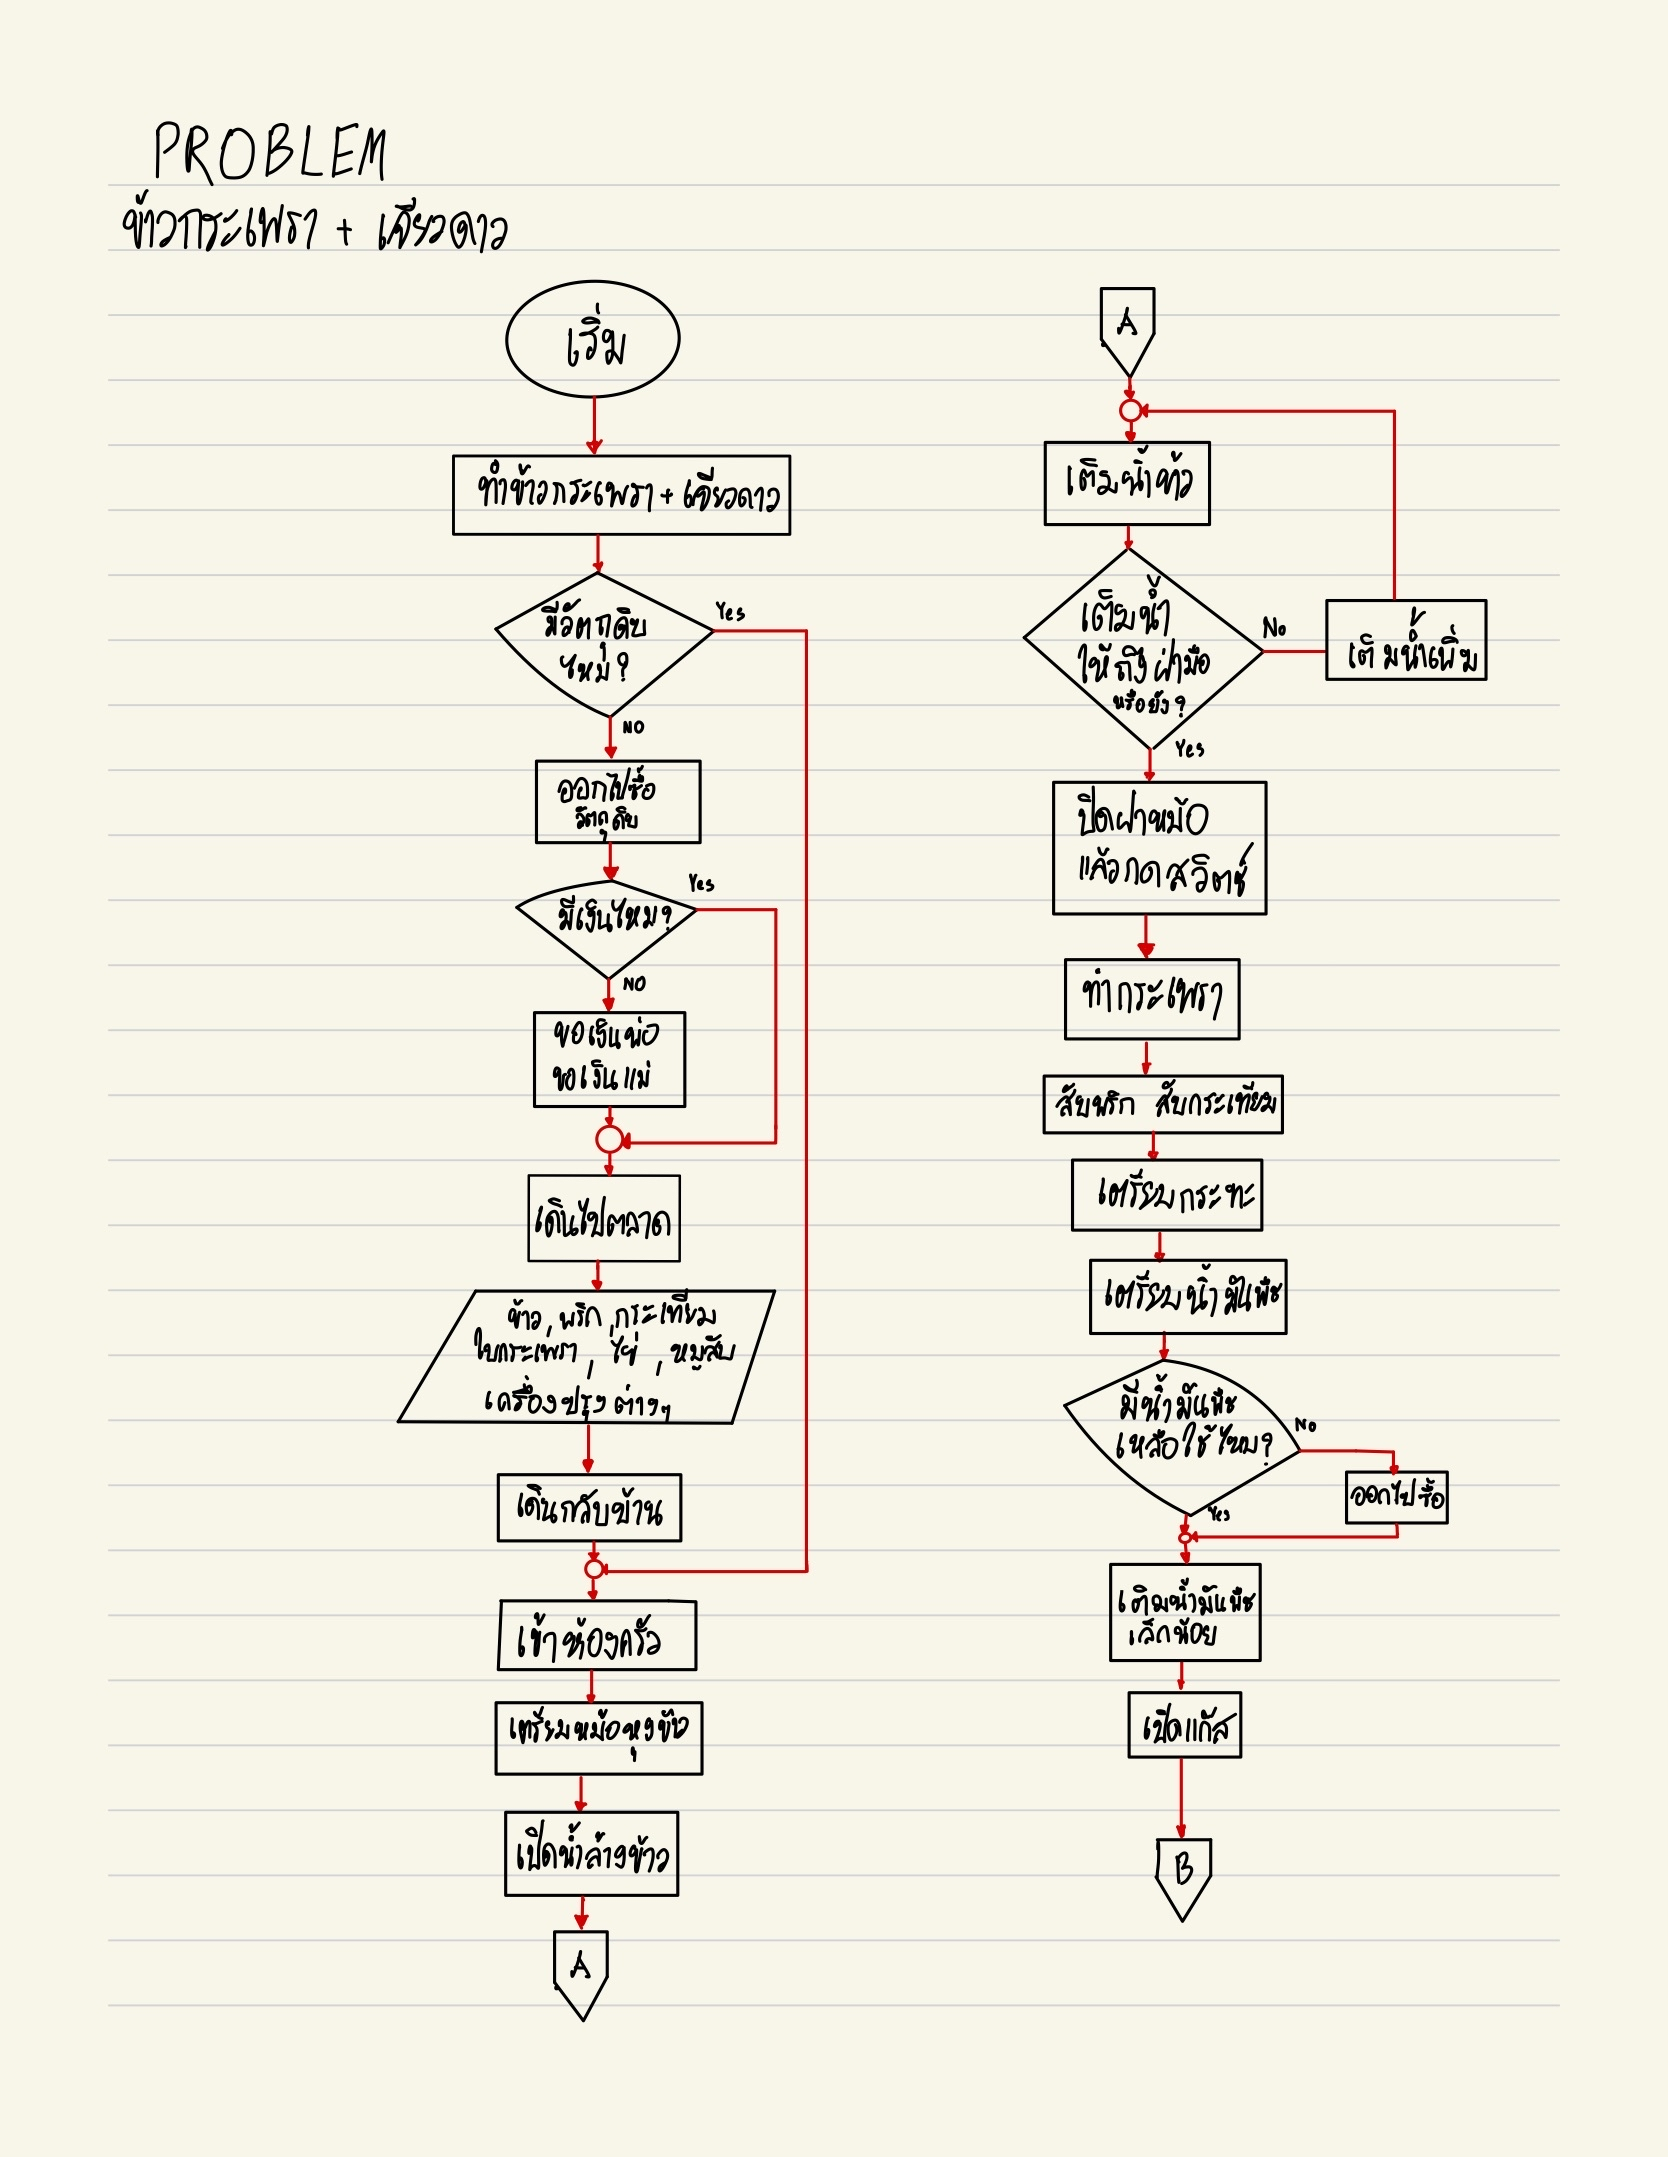 PROBLEM
ข้าวกระเพรา + เจียวดาว
เริ่ม
ทำข้าวกระเพรา + เจียวดาว
มีวัตถุดิบ
ไหม?
Yes
NO
ออกไปซื้อ
วัตถุดิบ
มีเงินไหม?
Yes
NO
ขอเงินพ่อ
ขอเงินแม่
เดินไปตลาด
ข้าว, พริก, กระเทียม
ใบกระเพรา, ไข่, หมูสับ
เครื่องปรุงต่างๆ
เดินกลับบ้าน
เข้าห้องครัว
เตรียมหม้อหุงข้าว
เปิดน้ำล้างข้าว
A
A
เติมน้ำข้าว
เติมน้ำ
ให้ถึงฝ่ามือ
หรือยัง?
No
เติมน้ำเพิ่ม
Yes
ปิดฝาหม้อ
แล้วกดสวิตช์
ทำกระเพรา
สับพริก สับกระเทียม
เตรียมกระทะ
เตรียมน้ำมันพืช
มีน้ำมันพืช
เหลือใช้ไหม?
No
ออกไปซื้อ
Yes
เติมน้ำมันพืช
เล็กน้อย
เปิดแก๊ส
B